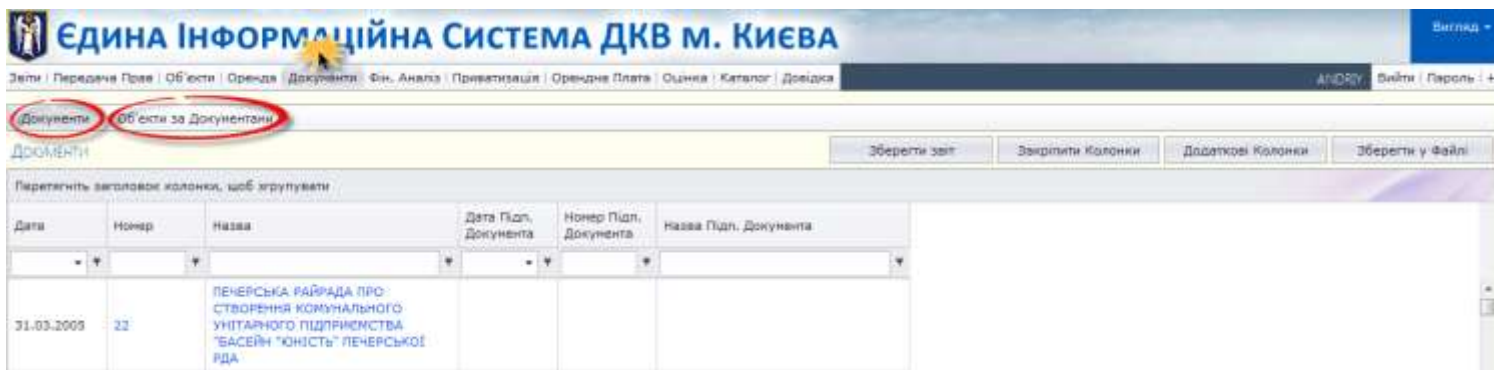 Єдина Інформаційна Система ДКВ м. Києва
Вигляд
Звіти | Передача Прав | Об'єкти | Оренда | Документи | Фін. Аналіз | Приватизація | Орендна Плата | Оцінка | Каталог | Довідка
ANDRIY Вийти | Пароль | +
Документи Об'єкти за Документами
Документи
Зберегти звіт Закріпити Колонки Додаткові Колонки Зберегти у Файлі
Перетягніть заголовок колонки, щоб згрупувати
Дата Номер Назва Дата Підп. Документа Номер Підп. Документа Назва Підп. Документа
31.03.2005 22 ПЕЧЕРСЬКА РАЙРАДА ПРО
СТВОРЕННЯ КОМУНАЛЬНОГО
УНІТАРНОГО ПІДПРИЄМСТВА
"БАСЕЙН "ЮНІСТЬ" ПЕЧЕРСЬКОЇ
РДА